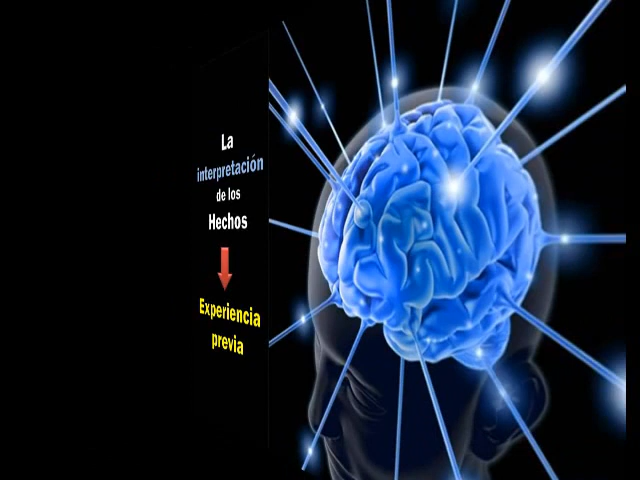 La
interpretación
de los
Hechos
Experiencia
previa